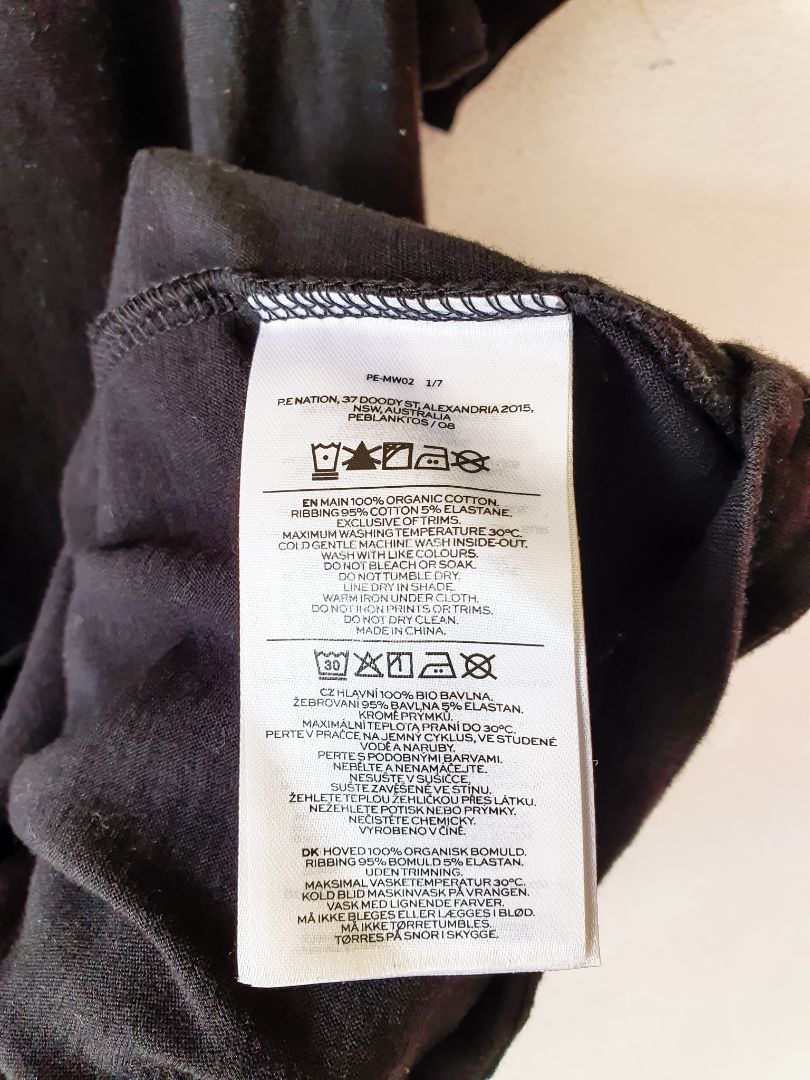 PE-MW02 1/7
P.E NATION, 37 DOODY ST, ALEXANDRIA 2015,
NSW, AUSTRALIA
PEBLANKTOS / 08
EN MAIN 100% ORGANIC COTTON.
RIBBING 95% COTTON 5% ELASTANE.
EXCLUSIVE OF TRIMS.
MAXIMUM WASHING TEMPERATURE 30°C.
COLD GENTLE MACHINE WASH INSIDE-OUT.
WASH WITH LIKE COLOURS.
DO NOT BLEACH OR SOAK.
DO NOT TUMBLE DRY.
LINE DRY IN SHADE.
WARM IRON UNDER CLOTH.
DO NOT IRON PRINTS OR TRIMS.
DO NOT DRY CLEAN.
MADE IN CHINA.
30
CZ HLAVNÍ 100% BIO BAVLNA.
ŽEBROVANÍ 95% BAVLNA 5% ELASTAN.
KROMĚ PRÝMKŮ.
MAXIMÁLNÍ TEPLOTA PRANÍ DO 30°C.
PERTE V PRAČCE NA JEMNÝ CYKLUS, VE STUDENÉ
VODĚ A NARUBY.
PERTE S PODOBNÝMI BARVAMI.
NEBĚLTE A NENAMÁČEJTE.
NESUŠTE V SUŠIČCE.
SUŠTE ZAVĚŠENÉ VE STÍNU.
ŽEHLETE TEPLOU ŽEHLIČKOU PŘES LÁTKU.
NEŽEHLETE POTISK NEBO PRÝMKY.
NEČISTĚTE CHEMICKY.
VYROBENO V ČÍNĚ.
DK HOVED 100% ORGANISK BOMULD.
RIBBING 95% BOMULD 5% ELASTAN.
UDEN TRIMNING.
MAKSIMAL VASKETEMPERATUR 30°C.
KOLD BLID MASKINVASK PÅ VRANGEN.
VASK MED LIGNENDE FARVER.
MÅ IKKE BLEGES ELLER LÆGGES I BLØD.
MÅ IKKE TØRRETUMBLES.
TØRRES PÅ SNOR I SKYGGE.